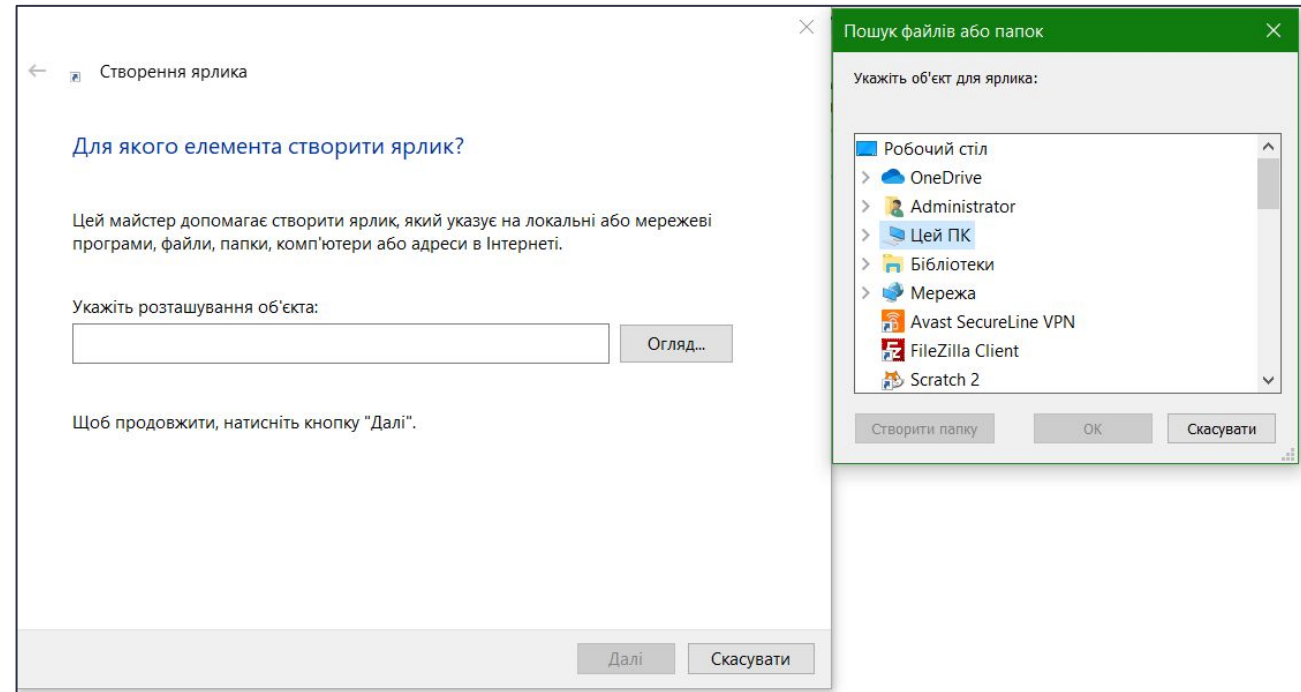 Створення ярлика
Для якого елемента створити ярлик?
Цей майстер допомагає створити ярлик, який указує на локальні або мережеві
програми, файли, папки, комп'ютери або адреси в Інтернеті.
Укажіть розташування об'єкта:
Огляд...
Щоб продовжити, натисніть кнопку "Далі".
Далі
Скасувати
Пошук файлів або папок
Укажіть об'єкт для ярлика:
Робочий стіл
OneDrive
Administrator
Цей ПК
Бібліотеки
Мережа
Avast SecureLine VPN
FileZilla Client
Scratch 2
Створити папку
ОК
Скасувати